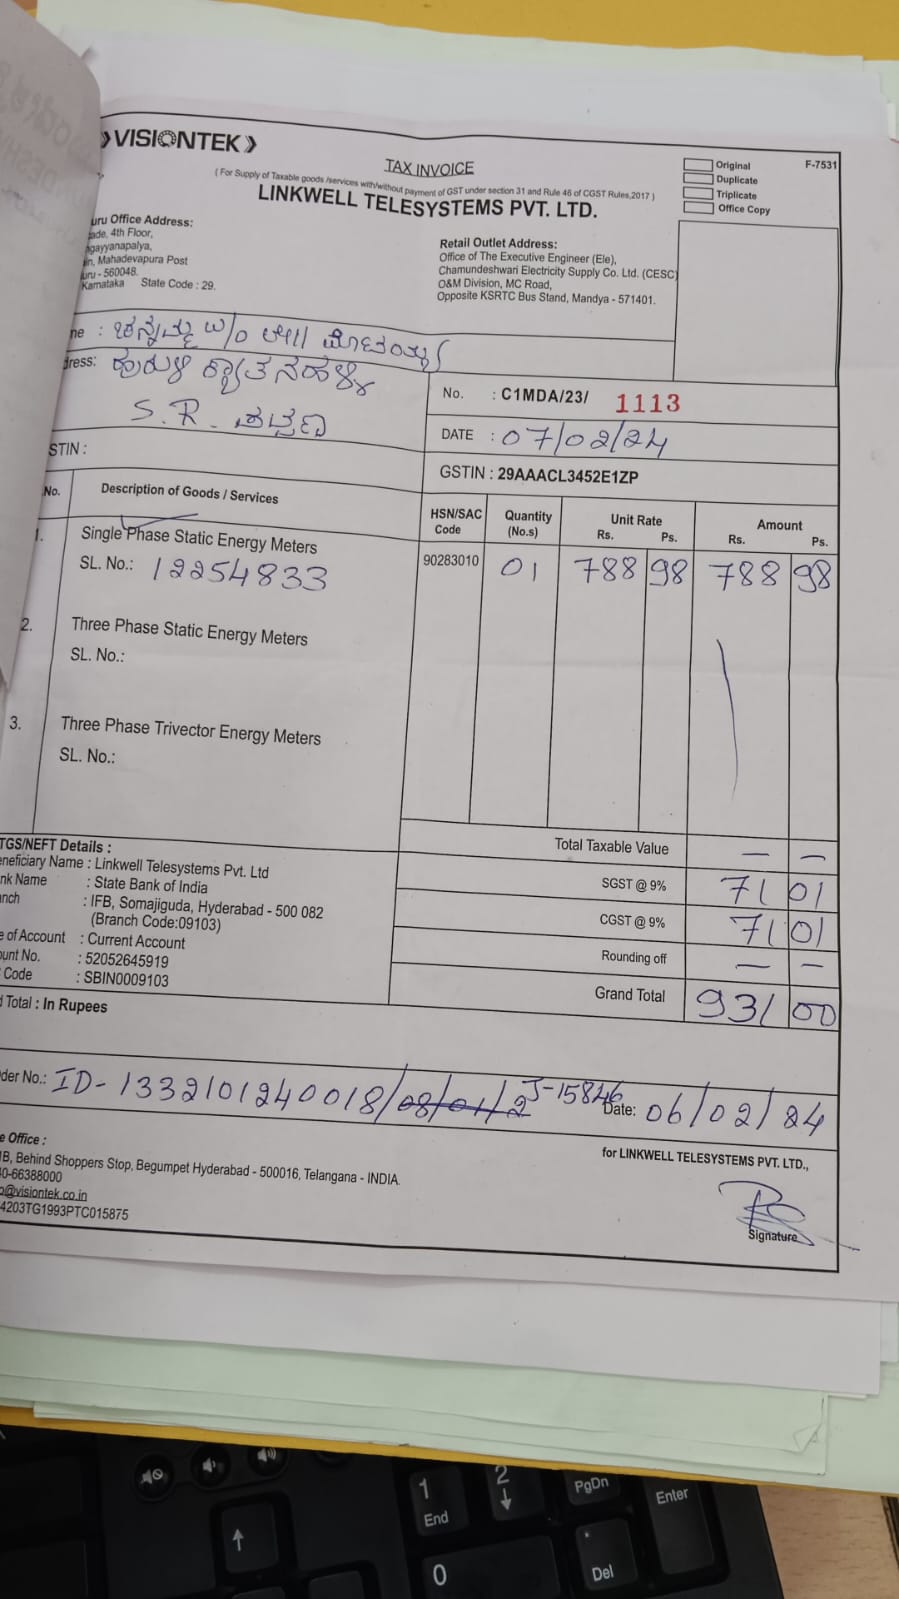 VISIONTEK
TAX INVOICE
( For Supply of Taxable goods /services with/without payment of GST under section 31 and Rule 46 of CGST Rules,2017 )
LINKWELL TELESYSTEMS PVT. LTD.
Original
Duplicate
Triplicate
Office Copy
F-7531
Office Address:
4th Floor,
Mahadevapura Post
- 560048.
Karnataka State Code : 29.
Retail Outlet Address:
Office of The Executive Engineer (Ele),
Chamundeshwari Electricity Supply Co. Ltd. (CESC)
O&M Division, MC Road,
Opposite KSRTC Bus Stand, Mandya - 571401.
: ಚನ್ನಮ್ಮ W/o ಲೇ||
S.R. ಪಟ್ಟಣ
No. : C1MDA/23/ 1113
DATE : 07/02/24
GSTIN : 29AAACL3452E1ZP
No. Description of Goods / Services HSN/SAC Code Quantity (No.s) Unit Rate Rs. Ps. Amount Rs. Ps.
1. Single Phase Static Energy Meters 90283010 01 788 98 788 98
SL. No.: 12254833
2. Three Phase Static Energy Meters
SL. No.:
3. Three Phase Trivector Energy Meters
SL. No.:
Total Taxable Value — —
SGST @ 9% 71 01
CGST @ 9% 71 01
Rounding off — —
Grand Total 931 00
TGS/NEFT Details :
Name : Linkwell Telesystems Pvt. Ltd
Name : State Bank of India
: IFB, Somajiguda, Hyderabad - 500 082
(Branch Code:09103)
of Account : Current Account
No. : 52052645919
Code : SBIN0009103
Total : In Rupees
No.: ID-1332101240018/08/01/2 J-15846 Date: 06/02/24
Office :
Behind Shoppers Stop, Begumpet Hyderabad - 500016, Telangana - INDIA.
-66388000
@visiontek.co.in
4203TG1993PTC015875
for LINKWELL TELESYSTEMS PVT. LTD.,
Signature
1
End
2
PgDn
Enter
0
Del